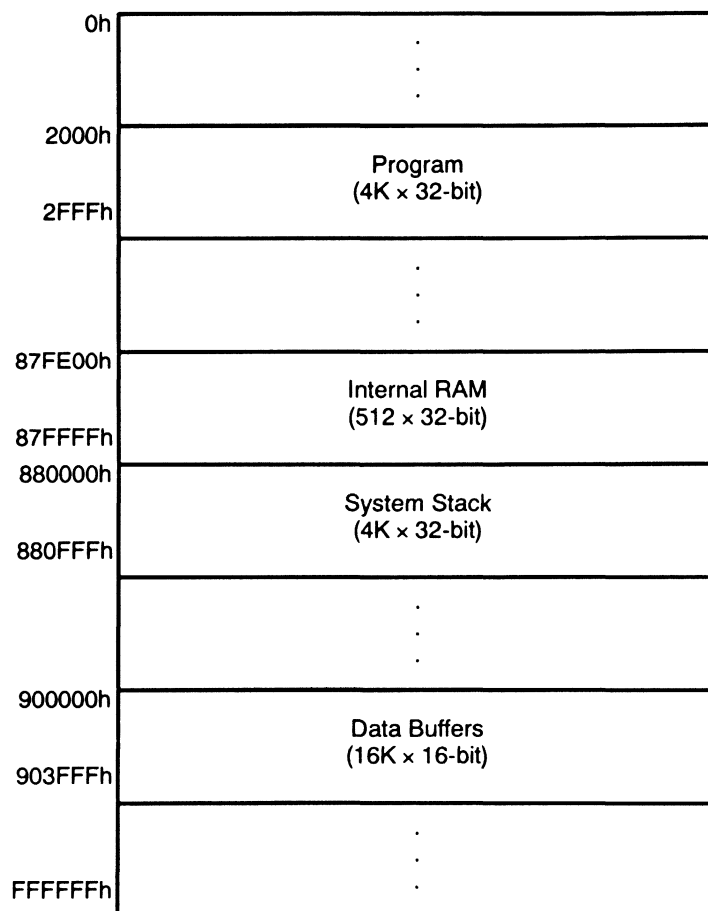 0h
.
.
.
2000h
Program
(4K × 32-bit)
2FFFh
.
.
.
87FE00h
Internal RAM
(512 × 32-bit)
87FFFFh
880000h
System Stack
(4K × 32-bit)
880FFFh
.
.
.
900000h
Data Buffers
(16K × 16-bit)
903FFFh
.
.
.
FFFFFFh